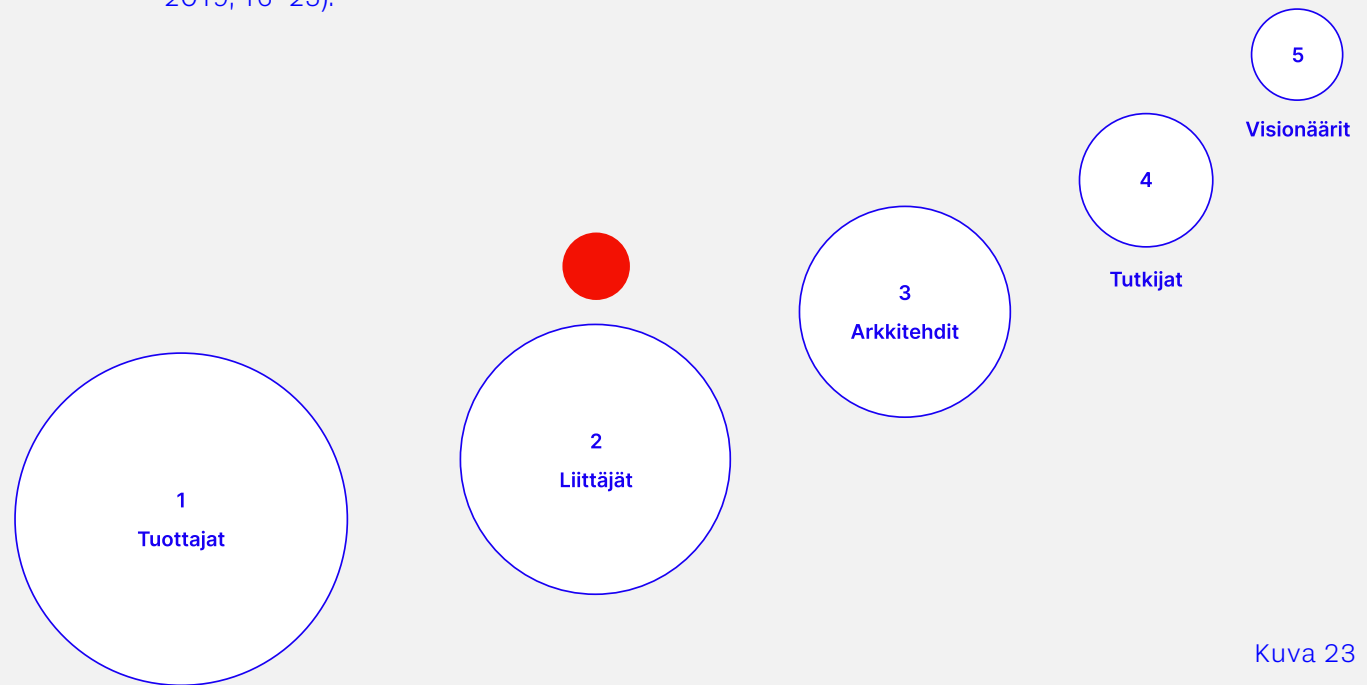 5
Visionäärit
4
Tutkijat
3
Arkkitehdit
2
Liittäjät
1
Tuottajat
Kuva 23